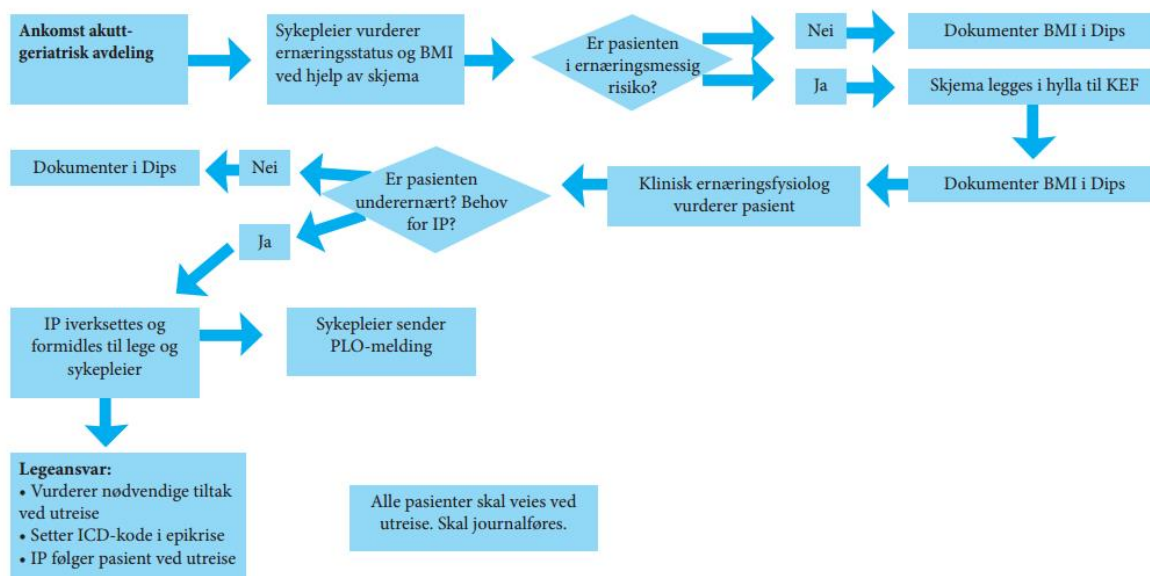 Ankomst akutt-
geriatrisk avdeling
Sykepleier vurderer
ernæringsstatus og BMI
ved hjelp av skjema
Er pasienten
i ernæringsmessig
risiko?
Nei
Dokumenter BMI i Dips
Ja
Skjema legges i hylla til KEF
Dokumenter BMI i Dips
Klinisk ernæringsfysiolog
vurderer pasient
Er pasienten
underernært? Behov
for IP?
Nei
Dokumenter i Dips
Ja
IP iverksettes og
formidles til lege og
sykepleier
Sykepleier sender
PLO-melding
Legeansvar:
• Vurderer nødvendige tiltak
ved utreise
• Setter ICD-kode i epikrise
• IP følger pasient ved utreise
Alle pasienter skal veies ved
utreise. Skal journalføres.